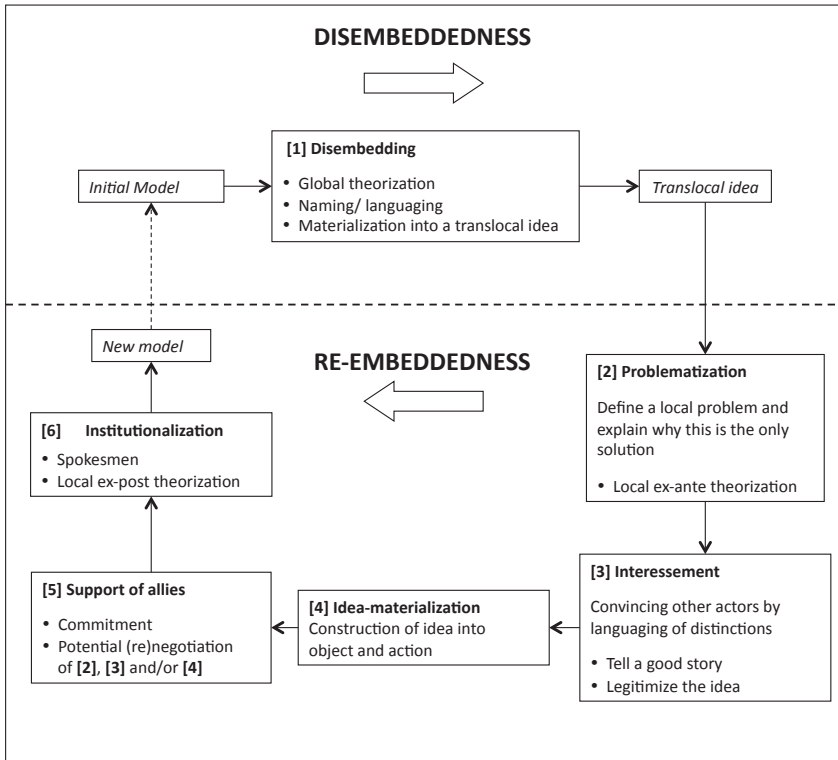 DISEMBEDDEDNESS
[1] Disembedding
• Global theorization
• Naming/ languaging
• Materialization into a translocal idea
Initial Model
Translocal idea
New model
RE-EMBEDDEDNESS
[2] Problematization
Define a local problem and
explain why this is the only
solution
• Local ex-ante theorization
[3] Interessement
Convincing other actors by
languaging of distinctions
• Tell a good story
• Legitimize the idea
[4] Idea-materialization
Construction of idea into
object and action
[5] Support of allies
• Commitment
• Potential (re)negotiation
of [2], [3] and/or [4]
[6] Institutionalization
• Spokesmen
• Local ex-post theorization